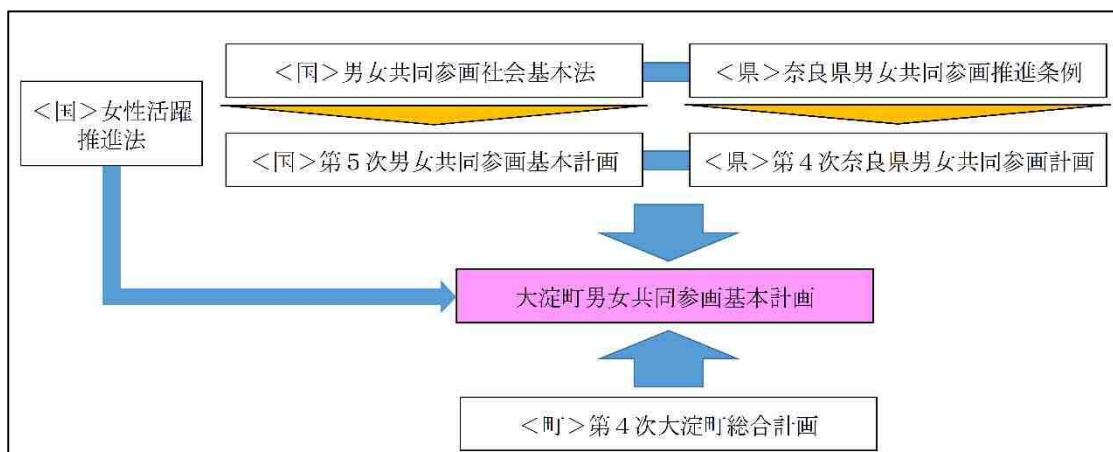 ＜国＞男女共同参画社会基本法
＜県＞奈良県男女共同参画推進条例
＜国＞女性活躍
推進法
＜国＞第５次男女共同参画基本計画
＜県＞第４次奈良県男女共同参画計画
大淀町男女共同参画基本計画
＜町＞第４次大淀町総合計画